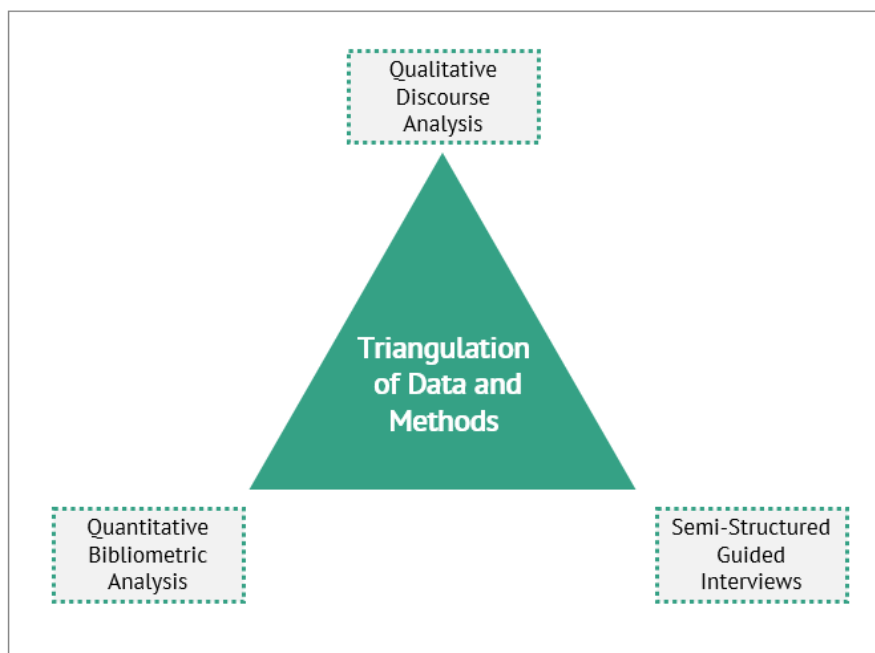 Qualitative
Discourse
Analysis
Triangulation
of Data and
Methods
Quantitative
Bibliometric
Analysis
Semi-Structured
Guided
Interviews